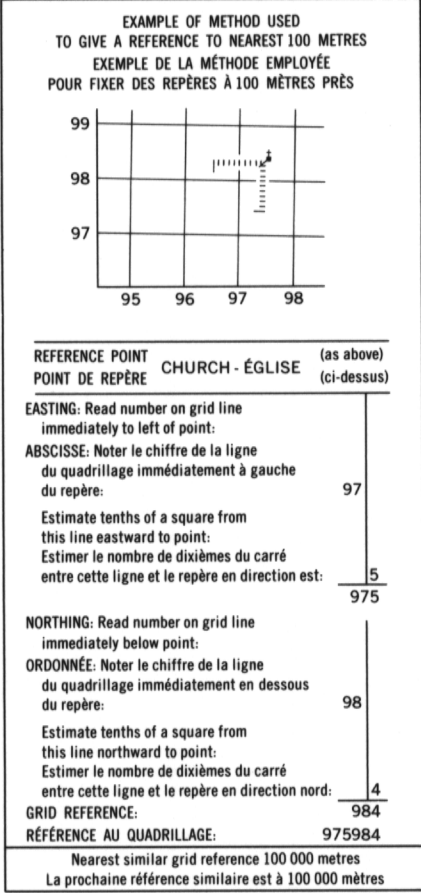 EXAMPLE OF METHOD USED
TO GIVE A REFERENCE TO NEAREST 100 METRES
EXEMPLE DE LA MÉTHODE EMPLOYÉE
POUR FIXER DES REPÈRES À 100 MÈTRES PRÈS
99
98
97
95 96 97 98
REFERENCE POINT
POINT DE REPÈRE
CHURCH - ÉGLISE
(as above)
(ci-dessus)
EASTING: Read number on grid line
immediately to left of point:
ABSCISSE: Noter le chiffre de la ligne
du quadrillage immédiatement à gauche
du repère: 97
Estimate tenths of a square from
this line eastward to point:
Estimer le nombre de dixièmes du carré
entre cette ligne et le repère en direction est: 5
975
NORTHING: Read number on grid line
immediately below point:
ORDONNÉE: Noter le chiffre de la ligne
du quadrillage immédiatement en dessous
du repère: 98
Estimate tenths of a square from
this line northward to point:
Estimer le nombre de dixièmes du carré
entre cette ligne et le repère en direction nord: 4
GRID REFERENCE: 984
RÉFÉRENCE AU QUADRILLAGE: 975984
Nearest similar grid reference 100 000 metres
La prochaine référence similaire est à 100 000 mètres